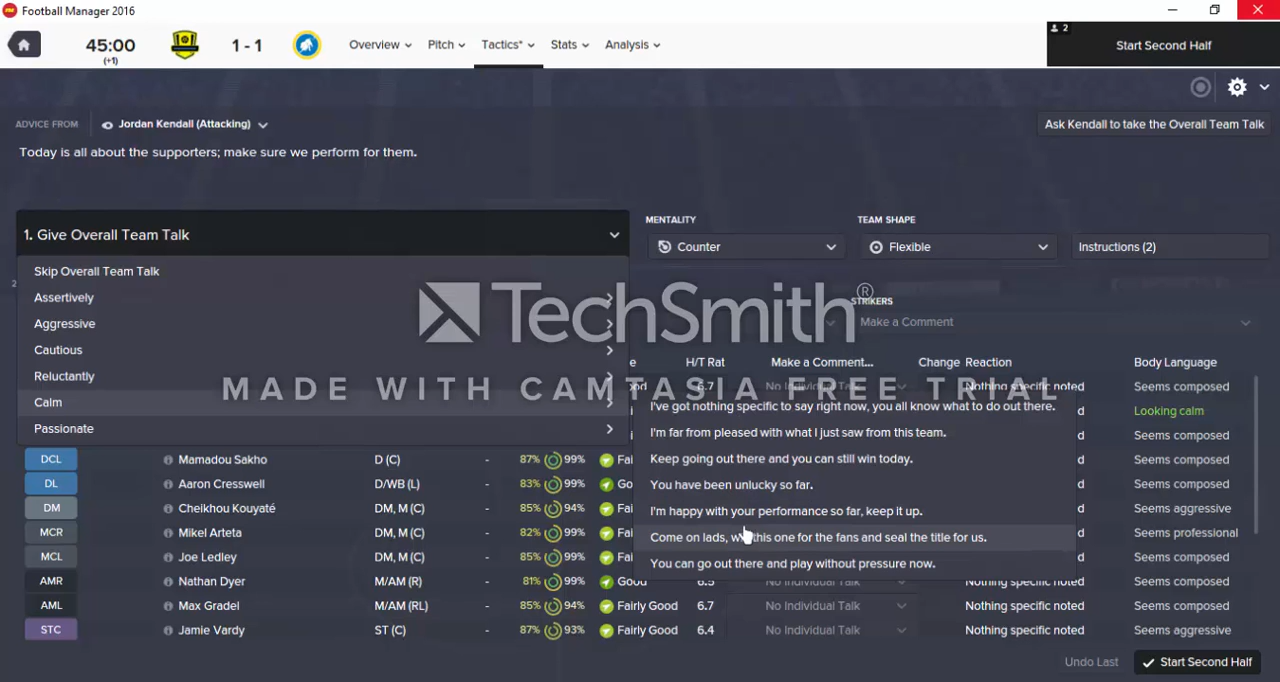 Football Manager 2016
45:00
(+1)
1 - 1
Overview
Pitch
Tactics*
Stats
Analysis
2
Start Second Half
ADVICE FROM
Jordan Kendall (Attacking)
Ask Kendall to take the Overall Team Talk
Today is all about the supporters; make sure we perform for them.
1. Give Overall Team Talk
MENTALITY
Counter
TEAM SHAPE
Flexible
Instructions (2)
Skip Overall Team Talk
Assertively
Aggressive
Cautious
Reluctantly
Calm
Passionate
TechSmith®
MADE WITH CAMTASIA FREE TRIAL
STRIKERS
Make a Comment
H/T Rat Make a Comment... Change Reaction Body Language
6.7 No Individual Talk Nothing specific noted Seems composed
Looking calm
Seems composed
I've got nothing specific to say right now, you all know what to do out there.
I'm far from pleased with what I just saw from this team.
Keep going out there and you can still win today.
You have been unlucky so far.
I'm happy with your performance so far, keep it up.
Come on lads, this one for the fans and seal the title for us.
You can go out there and play without pressure now.
DCL Mamadou Sakho D (C) - 87% 99% Seems composed
DL Aaron Cresswell D/WB (L) - 83% 99% Seems composed
DM Cheikhou Kouyaté DM, M (C) - 85% 94% Seems aggressive
MCR Mikel Arteta DM, M (C) - 82% 99% Seems professional
MCL Joe Ledley DM, M (C) - 85% 99% Seems composed
AMR Nathan Dyer M/AM (R) - 81% 99% Good 6.5 No Individual Talk Nothing specific noted Seems composed
AML Max Gradel M/AM (RL) - 85% 94% Fairly Good 6.7 No Individual Talk Nothing specific noted Seems composed
STC Jamie Vardy ST (C) - 87% 93% Fairly Good 6.4 No Individual Talk Nothing specific noted Seems aggressive
Undo Last
Start Second Half